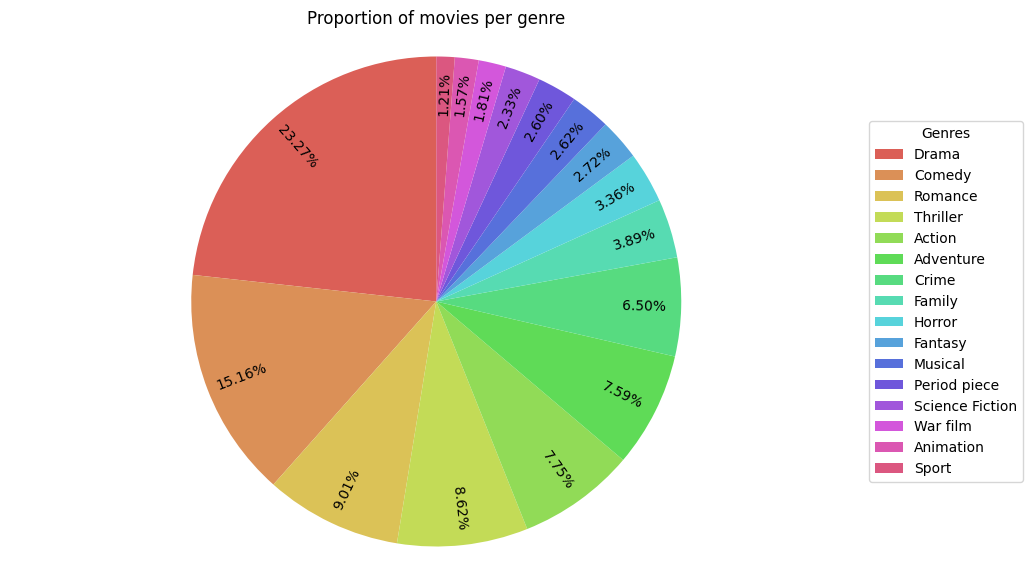 Proportion of movies per genre
23.27%
15.16%
9.01%
8.62%
7.75%
7.59%
6.50%
3.89%
3.36%
2.72%
2.62%
2.60%
2.33%
1.81%
1.57%
1.21%
Genres
Drama
Comedy
Romance
Thriller
Action
Adventure
Crime
Family
Horror
Fantasy
Musical
Period piece
Science Fiction
War film
Animation
Sport